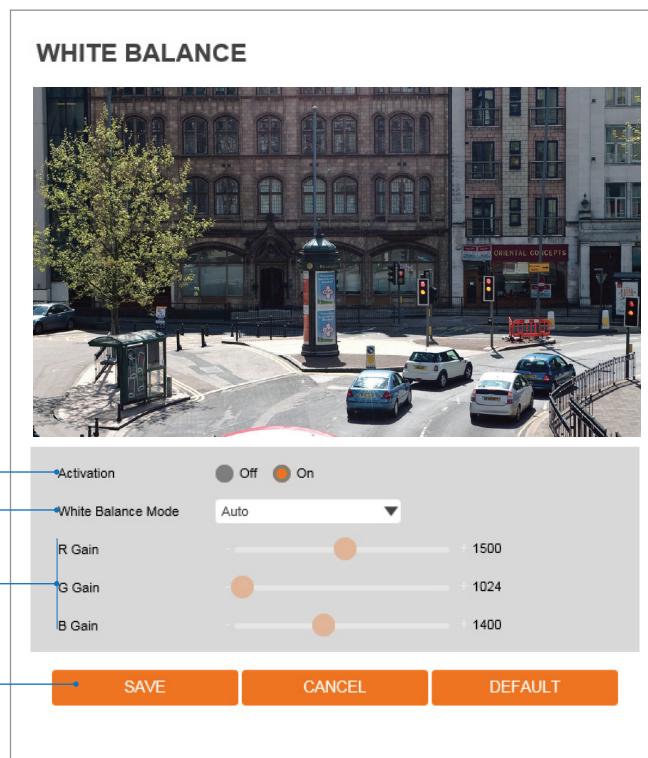 WHITE BALANCE
ORIENTAL CONCEPTS
Activation Off On
White Balance Mode Auto
R Gain - + 1500
G Gain - + 1024
B Gain - + 1400
SAVE CANCEL DEFAULT